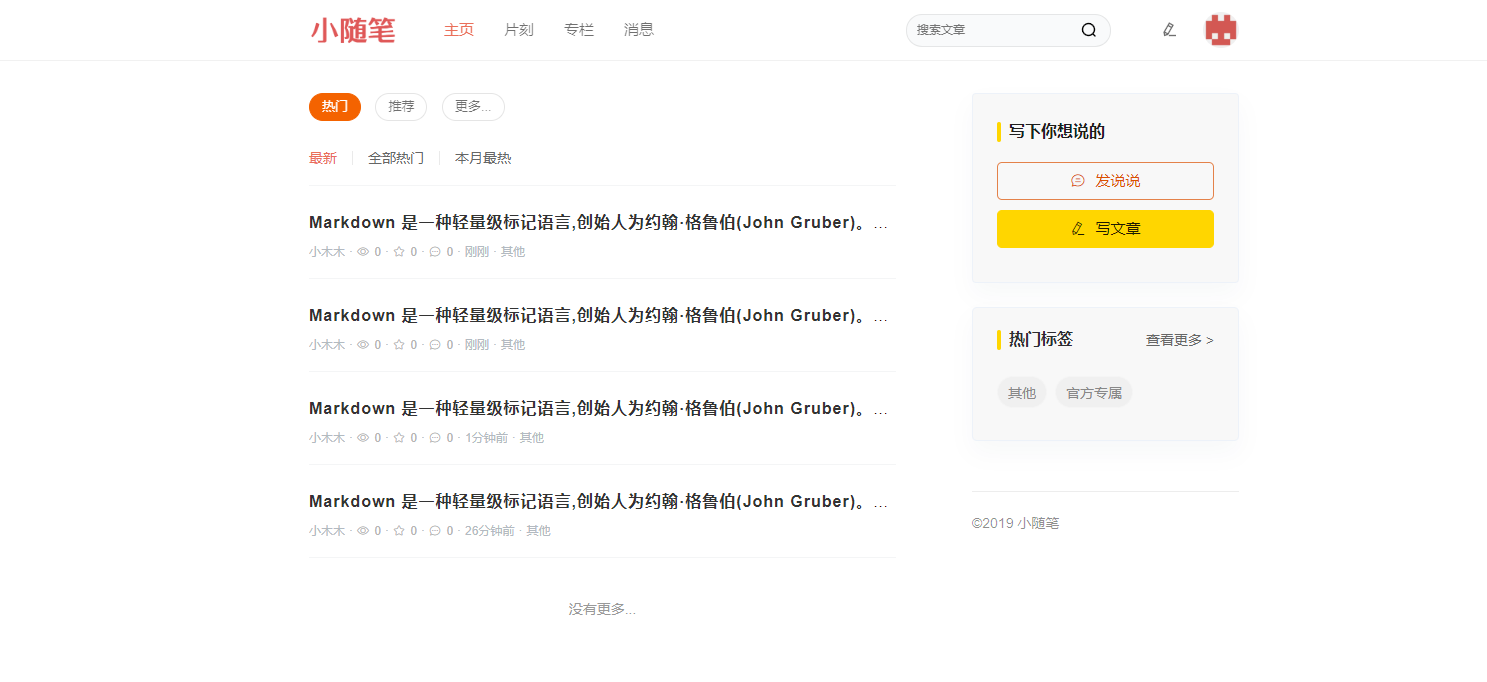 小随笔 主页 片刻 专栏 消息 搜索文章
热门 推荐 更多...
最新 全部热门 本月最热
Markdown 是一种轻量级标记语言,创始人为约翰·格鲁伯(John Gruber)。...
小木木 · 0 · 0 · 0 · 刚刚 · 其他
Markdown 是一种轻量级标记语言,创始人为约翰·格鲁伯(John Gruber)。...
小木木 · 0 · 0 · 0 · 刚刚 · 其他
Markdown 是一种轻量级标记语言,创始人为约翰·格鲁伯(John Gruber)。...
小木木 · 0 · 0 · 0 · 1分钟前 · 其他
Markdown 是一种轻量级标记语言,创始人为约翰·格鲁伯(John Gruber)。...
小木木 · 0 · 0 · 0 · 26分钟前 · 其他
没有更多...
写下你想说的
发说说
写文章
热门标签 查看更多 >
其他 官方专属
©2019 小随笔